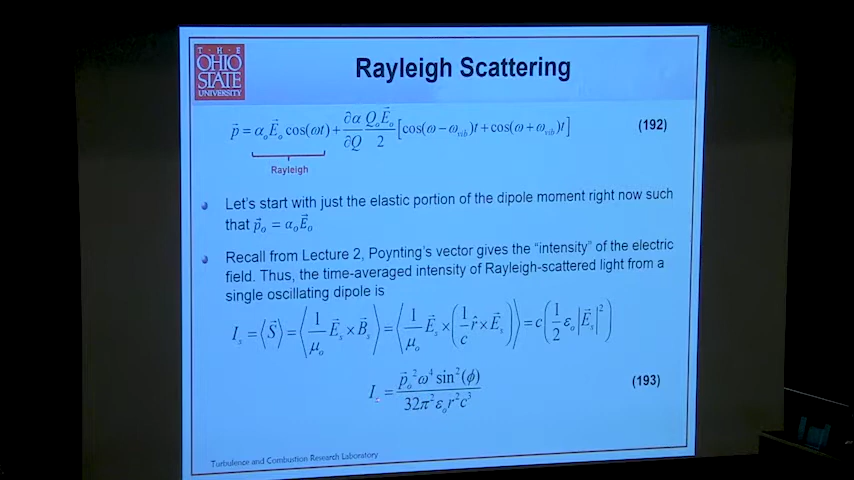 T · H · E
OHIO
STATE
UNIVERSITY
Rayleigh Scattering
p⃗ = α₀E⃗₀ cos(ωt) + ∂α/∂Q Q₀E⃗₀/2 [cos(ω − ω_vib)t + cos(ω + ω_vib)t] (192)
Rayleigh
Let's start with just the elastic portion of the dipole moment right now such
that p⃗₀ = α₀E⃗₀
Recall from Lecture 2, Poynting's vector gives the “intensity” of the electric
field. Thus, the time-averaged intensity of Rayleigh-scattered light from a
single oscillating dipole is
I_s = ⟨S⃗⟩ = ⟨1/μ₀ E⃗_s × B⃗_s⟩ = ⟨1/μ₀ E⃗_s × (1/c r̂ × E⃗_s)⟩ = c(1/2 ε₀|E⃗_s|²)
I_s = p⃗₀²ω⁴ sin²(ϕ) / 32π²ε₀r²c³ (193)
Turbulence and Combustion Research Laboratory